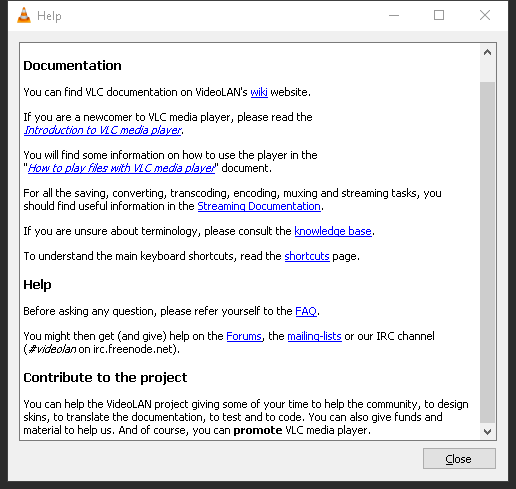 Help
Documentation
You can find VLC documentation on VideoLAN's wiki website.
If you are a newcomer to VLC media player, please read the
Introduction to VLC media player.
You will find some information on how to use the player in the
"How to play files with VLC media player" document.
For all the saving, converting, transcoding, encoding, muxing and streaming tasks, you
should find useful information in the Streaming Documentation.
If you are unsure about terminology, please consult the knowledge base.
To understand the main keyboard shortcuts, read the shortcuts page.
Help
Before asking any question, please refer yourself to the FAQ.
You might then get (and give) help on the Forums, the mailing-lists or our IRC channel
(#videolan on irc.freenode.net).
Contribute to the project
You can help the VideoLAN project giving some of your time to help the community, to design
skins, to translate the documentation, to test and to code. You can also give funds and
material to help us. And of course, you can promote VLC media player.
Close